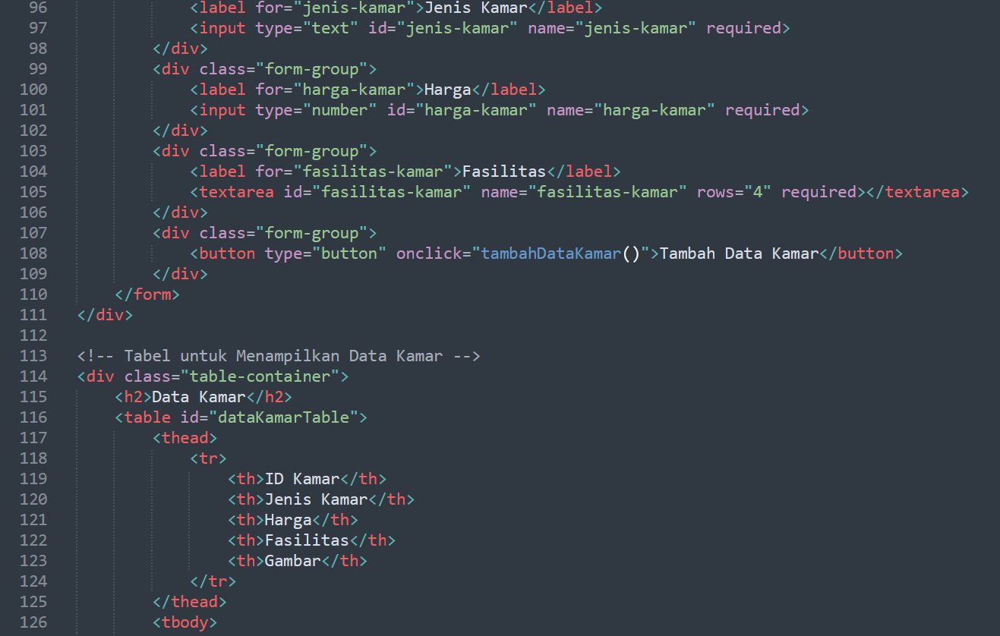 96 <label for="jenis-kamar">Jenis Kamar</label>
97 <input type="text" id="jenis-kamar" name="jenis-kamar" required>
98 </div>
99 <div class="form-group">
100 <label for="harga-kamar">Harga</label>
101 <input type="number" id="harga-kamar" name="harga-kamar" required>
102 </div>
103 <div class="form-group">
104 <label for="fasilitas-kamar">Fasilitas</label>
105 <textarea id="fasilitas-kamar" name="fasilitas-kamar" rows="4" required></textarea>
106 </div>
107 <div class="form-group">
108 <button type="button" onclick="tambahDataKamar()">Tambah Data Kamar</button>
109 </div>
110 </form>
111 </div>
112
113 <!-- Tabel untuk Menampilkan Data Kamar -->
114 <div class="table-container">
115 <h2>Data Kamar</h2>
116 <table id="dataKamarTable">
117 <thead>
118 <tr>
119 <th>ID Kamar</th>
120 <th>Jenis Kamar</th>
121 <th>Harga</th>
122 <th>Fasilitas</th>
123 <th>Gambar</th>
124 </tr>
125 </thead>
126 <tbody>